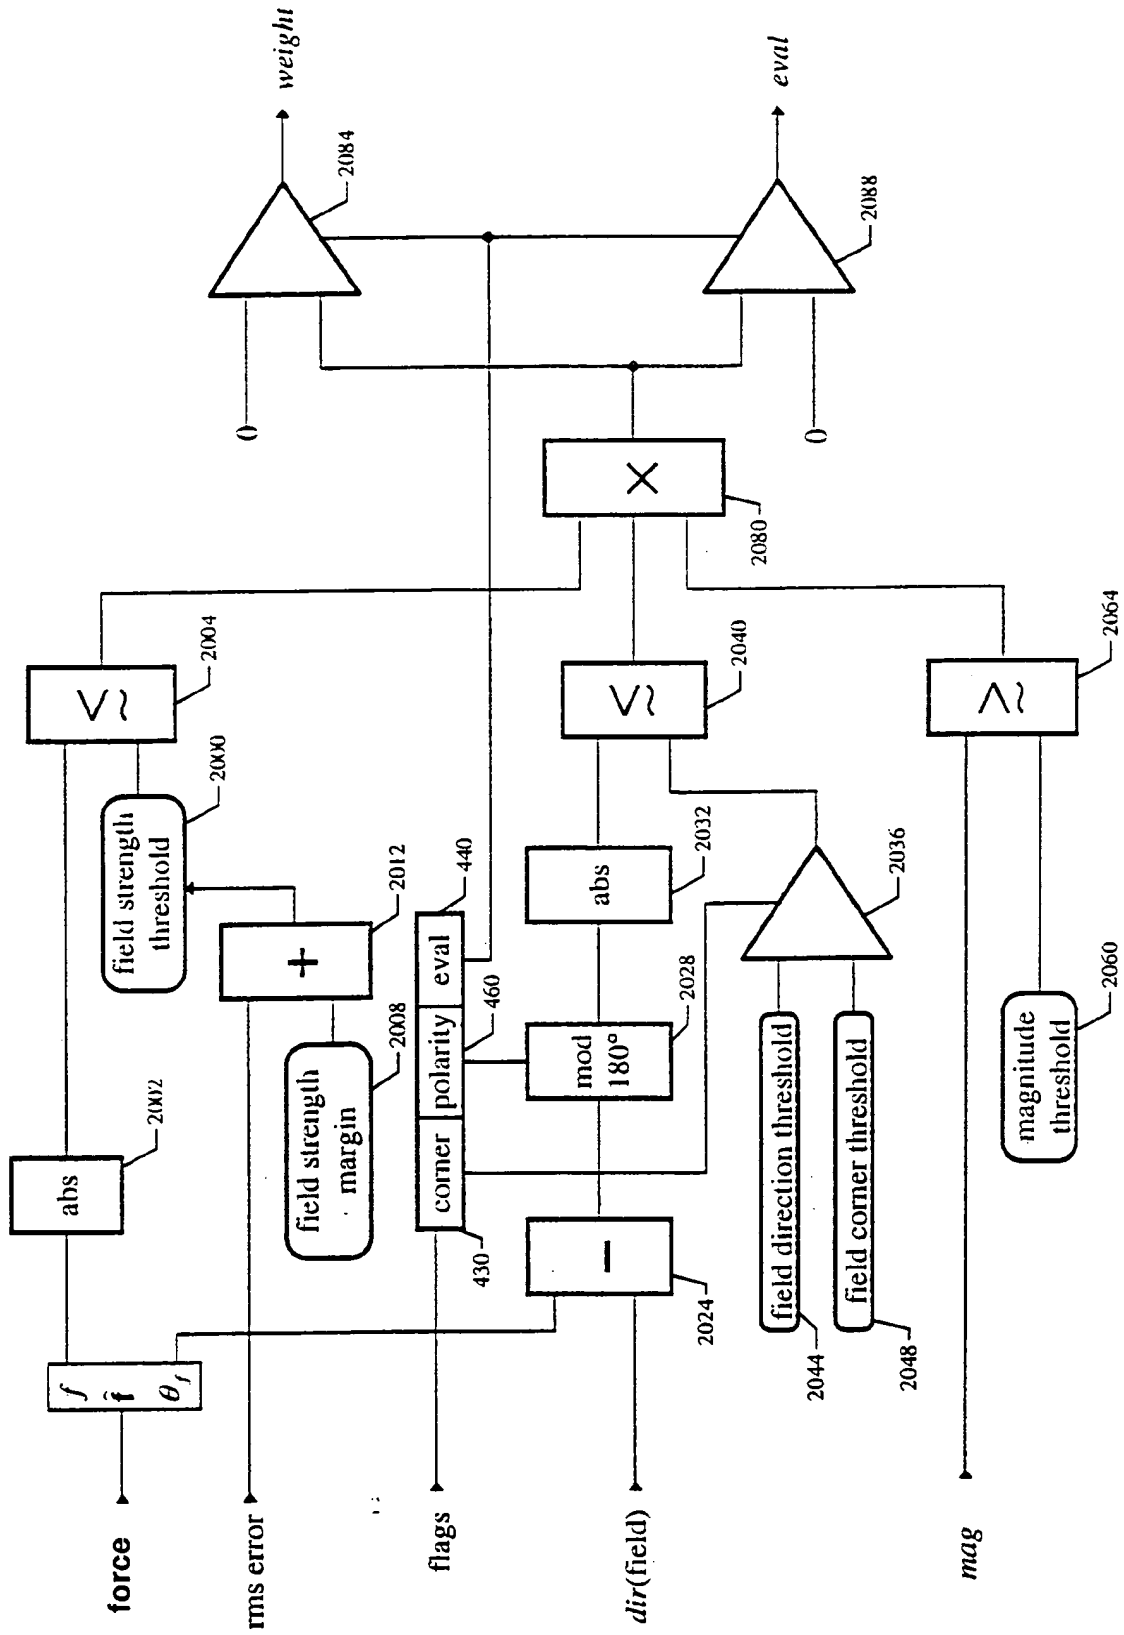 force
f
f̂
θf
abs
2002
≲
2004
field strength
threshold
2000
rms error
+
2012
field strength
margin
2008
flags
corner
polarity
eval
430
460
440
dir(field)
−
2024
mod
180°
2028
abs
2032
≲
2040
field direction threshold
2044
field corner threshold
2048
2036
mag
magnitude
threshold
2060
≳
2064
×
2080
0
2084
weight
0
2088
eval